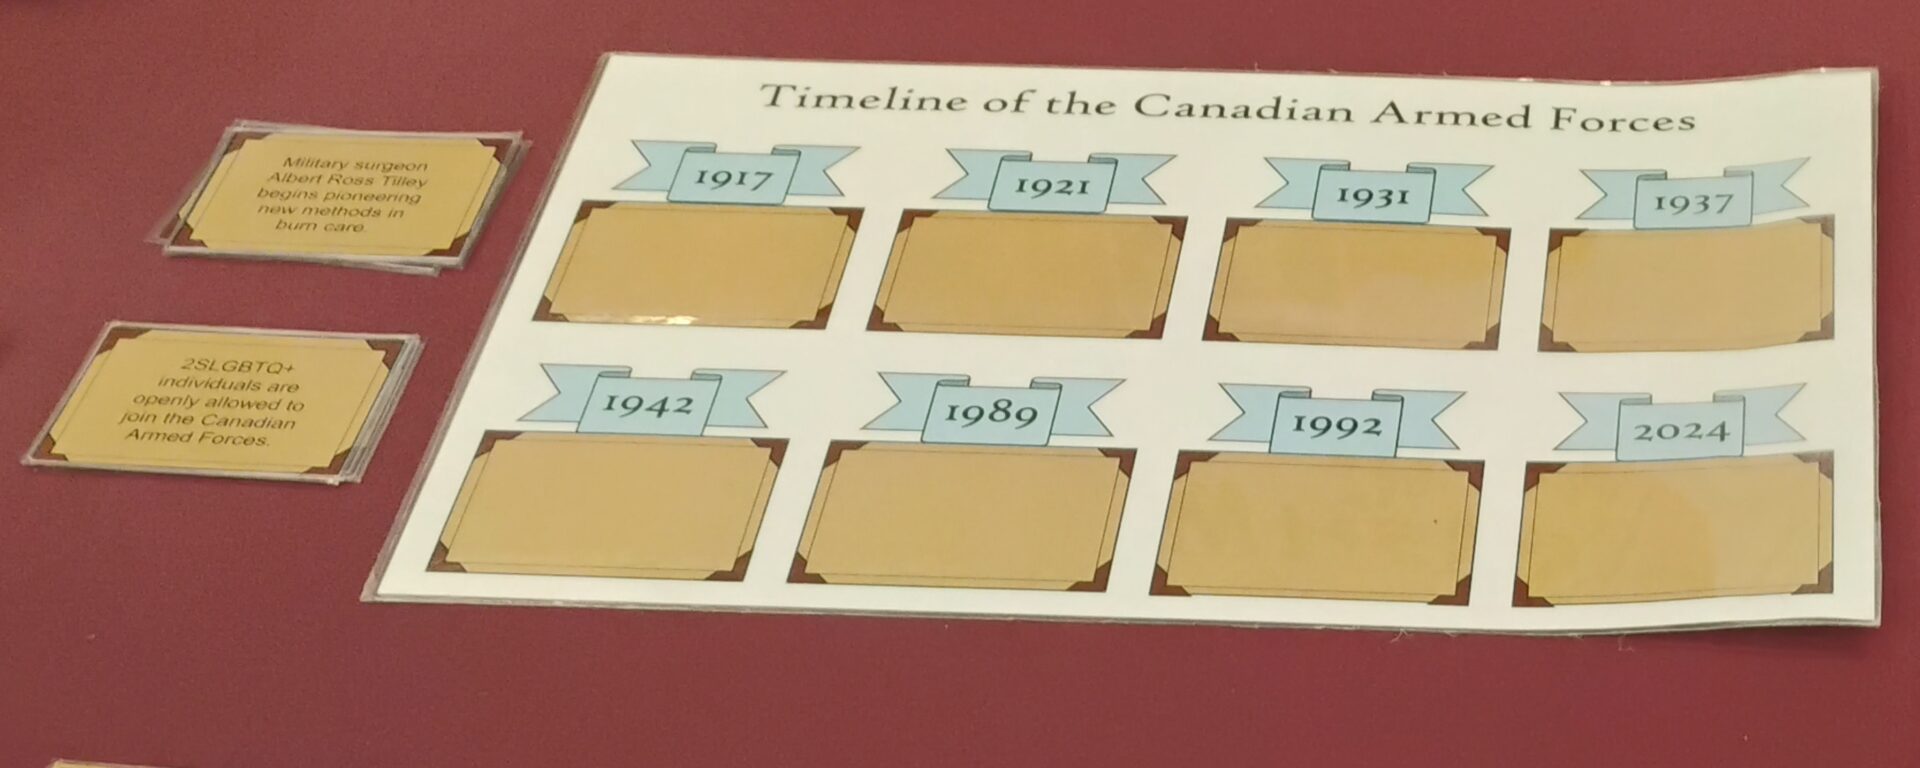 Military surgeon
Albert Ross Tilley
begins pioneering
new methods in
burn care.
2SLGBTQ+
individuals are
openly allowed to
join the Canadian
Armed Forces.
Timeline of the Canadian Armed Forces
1917
1921
1931
1937
1942
1989
1992
2024